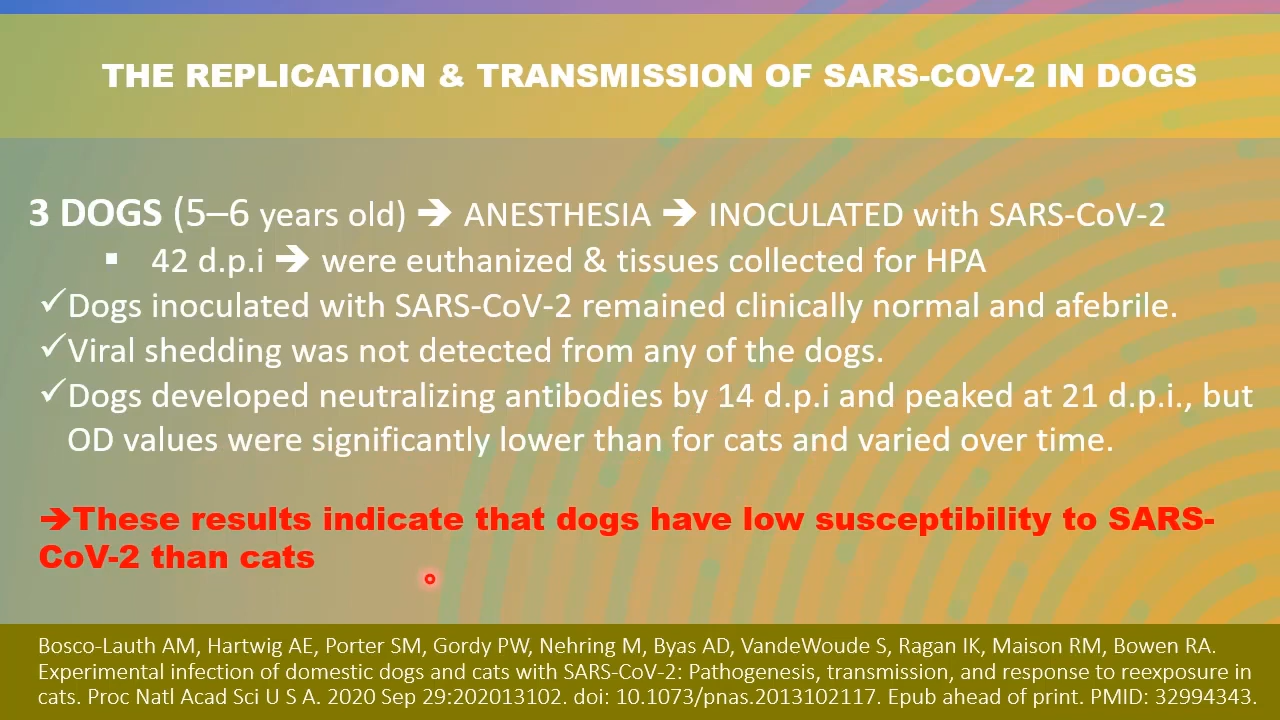 THE REPLICATION & TRANSMISSION OF SARS-COV-2 IN DOGS
3 DOGS (5–6 years old) ➔ ANESTHESIA ➔ INOCULATED with SARS-CoV-2
▪ 42 d.p.i ➔ were euthanized & tissues collected for HPA
✓Dogs inoculated with SARS-CoV-2 remained clinically normal and afebrile.
✓Viral shedding was not detected from any of the dogs.
✓Dogs developed neutralizing antibodies by 14 d.p.i and peaked at 21 d.p.i., but
OD values were significantly lower than for cats and varied over time.
➔These results indicate that dogs have low susceptibility to SARS-
CoV-2 than cats
Bosco-Lauth AM, Hartwig AE, Porter SM, Gordy PW, Nehring M, Byas AD, VandeWoude S, Ragan IK, Maison RM, Bowen RA.
Experimental infection of domestic dogs and cats with SARS-CoV-2: Pathogenesis, transmission, and response to reexposure in
cats. Proc Natl Acad Sci U S A. 2020 Sep 29:202013102. doi: 10.1073/pnas.2013102117. Epub ahead of print. PMID: 32994343.